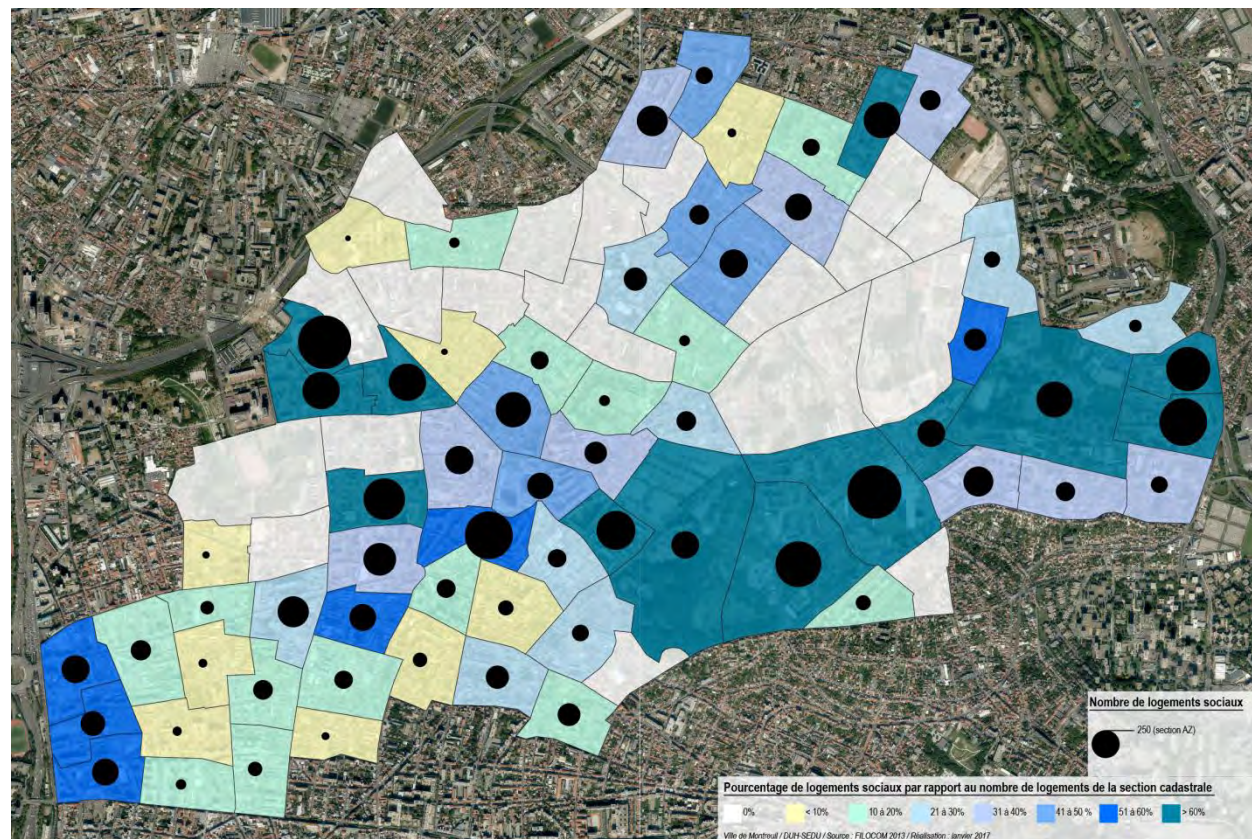 Nombre de logements sociaux
250 (section AZ)
Pourcentage de logements sociaux par rapport au nombre de logements de la section cadastrale
0% < 10% 10 à 20% 21 à 30% 31 à 40% 41 à 50 % 51 à 60% > 60%
Ville de Montreuil / DUH-SEDU / Source : FILOCOM 2013 / Réalisation : janvier 2017